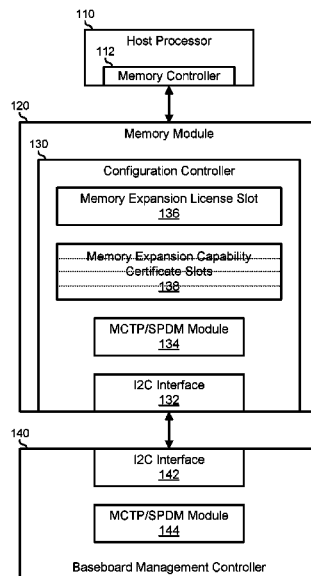 110
Host Processor
112
Memory Controller
120
Memory Module
130
Configuration Controller
Memory Expansion License Slot
136
Memory Expansion Capability
Certificate Slots
138
MCTP/SPDM Module
134
I2C Interface
132
140
I2C Interface
142
MCTP/SPDM Module
144
Baseboard Management Controller